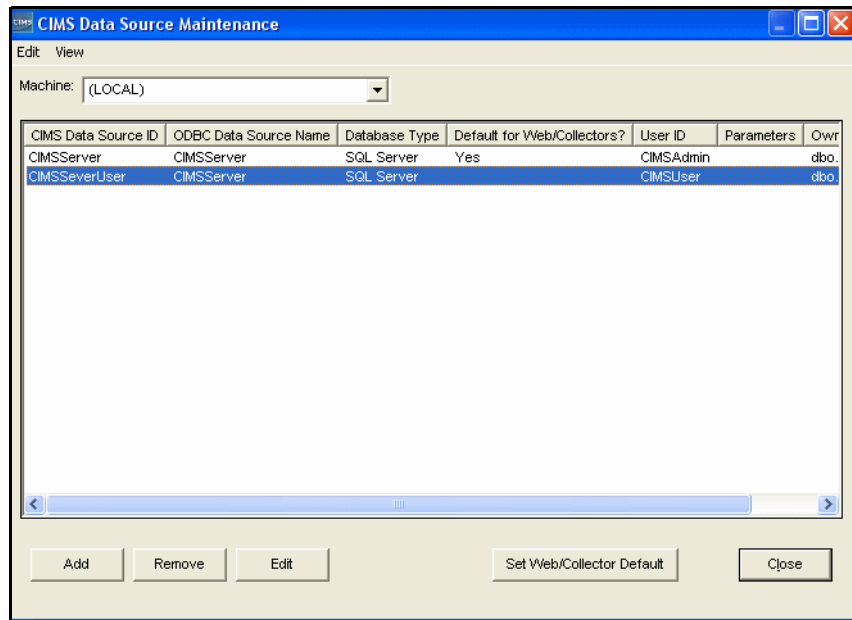 CIMS CIMS Data Source Maintenance
Edit View
Machine: (LOCAL)
CIMS Data Source ID ODBC Data Source Name Database Type Default for Web/Collectors? User ID Parameters Own
CIMSServer CIMSServer SQL Server Yes CIMSAdmin dbo.
CIMSSeverUser CIMSServer SQL Server CIMSUser dbo.
Add Remove Edit Set Web/Collector Default Close